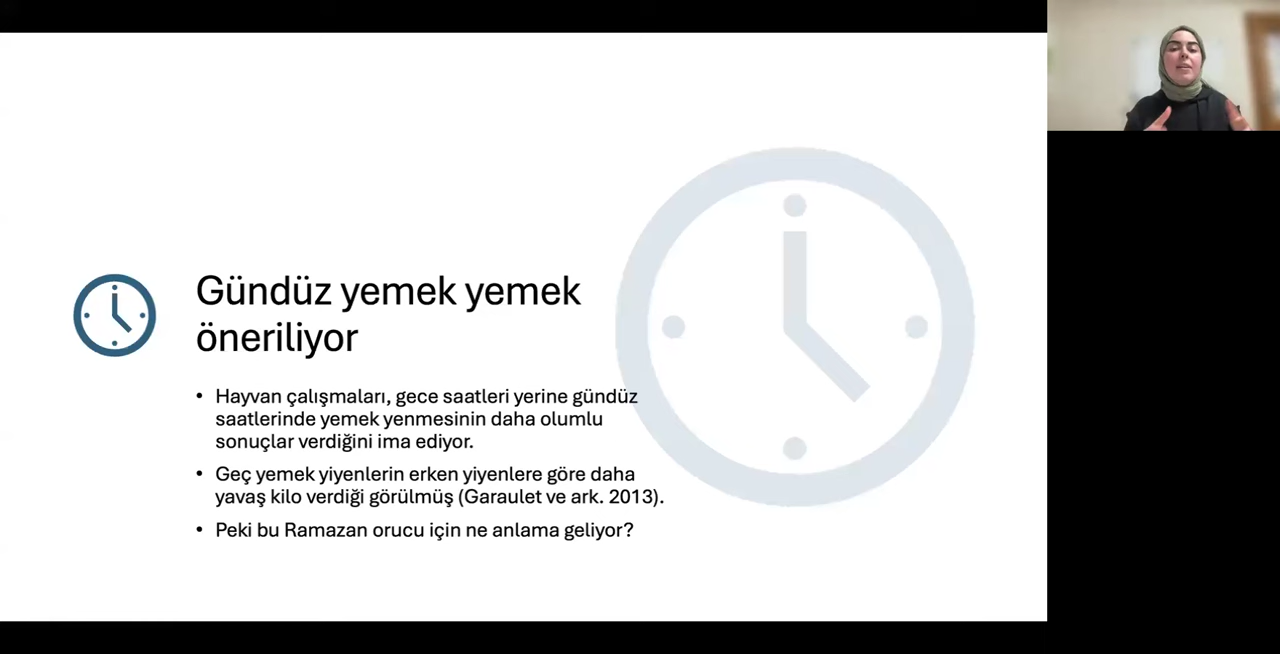 Gündüz yemek yemek
öneriliyor
• Hayvan çalışmaları, gece saatleri yerine gündüz
saatlerinde yemek yenmesinin daha olumlu
sonuçlar verdiğini ima ediyor.
• Geç yemek yiyenlerin erken yiyenlere göre daha
yavaş kilo verdiği görülmüş (Garaulet ve ark. 2013).
• Peki bu Ramazan orucu için ne anlama geliyor?